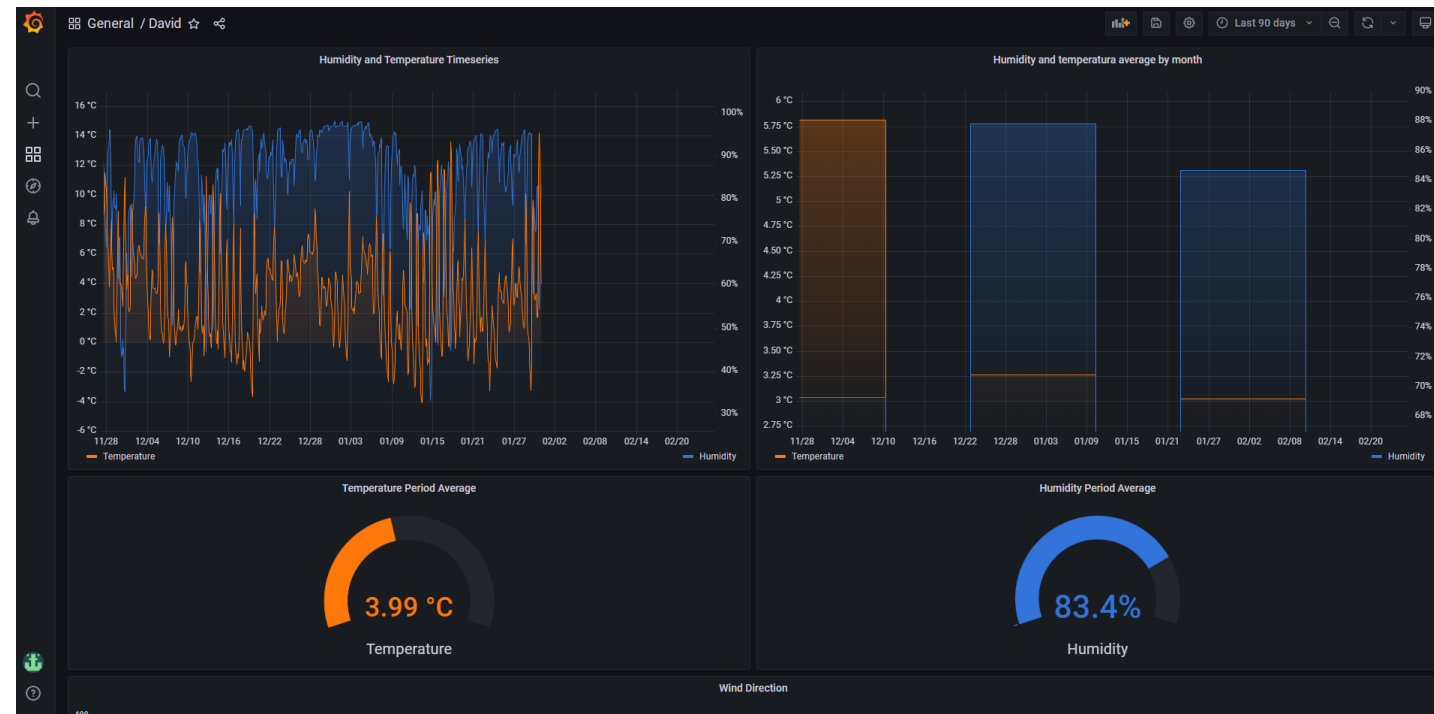 General / David
Last 90 days
Humidity and Temperature Timeseries
16 °C
14 °C
12 °C
10 °C
8 °C
6 °C
4 °C
2 °C
0 °C
-2 °C
-4 °C
-6 °C
100%
90%
80%
70%
60%
50%
40%
30%
11/28 12/04 12/10 12/16 12/22 12/28 01/03 01/09 01/15 01/21 01/27 02/02 02/08 02/14 02/20
Temperature Humidity
Humidity and temperatura average by month
6 °C
5.75 °C
5.50 °C
5.25 °C
5 °C
4.75 °C
4.50 °C
4.25 °C
4 °C
3.75 °C
3.50 °C
3.25 °C
3 °C
2.75 °C
90%
88%
86%
84%
82%
80%
78%
76%
74%
72%
70%
68%
11/28 12/04 12/10 12/16 12/22 12/28 01/03 01/09 01/15 01/21 01/27 02/02 02/08 02/14 02/20
Temperature Humidity
Temperature Period Average
3.99 °C
Temperature
Humidity Period Average
83.4%
Humidity
Wind Direction